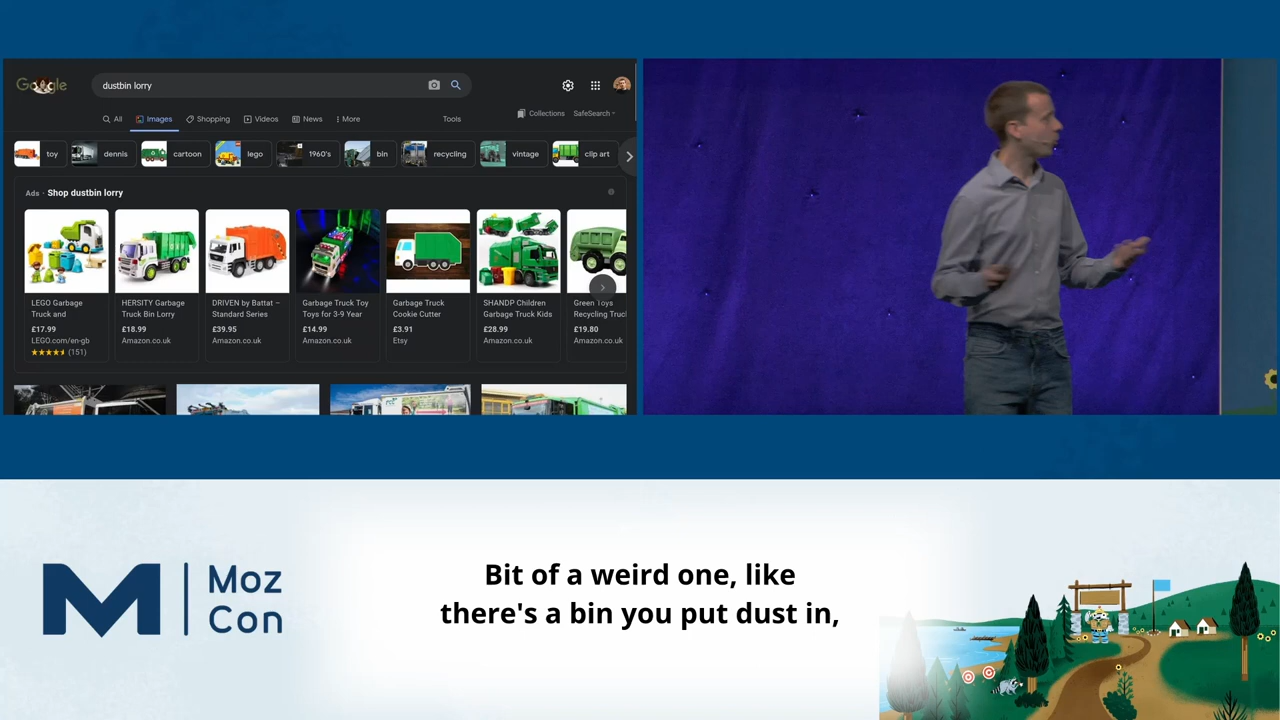 Google
dustbin lorry
All
Images
Shopping
Videos
News
More
Tools
Collections
SafeSearch
toy
dennis
cartoon
lego
1960's
bin
recycling
vintage
clip art
Ads · Shop dustbin lorry
LEGO Garbage
Truck and
£17.99
LEGO.com/en-gb
(151)
HERSITY Garbage
Truck Bin Lorry
£18.99
Amazon.co.uk
DRIVEN by Battat –
Standard Series
£39.95
Amazon.co.uk
Garbage Truck Toy
Toys for 3-9 Year
£14.99
Amazon.co.uk
Garbage Truck
Cookie Cutter
£3.91
Etsy
SHANDP Children
Garbage Truck Kids
£28.99
Amazon.co.uk
Green Toys
Recycling Truck
£19.80
Amazon.co.uk
M
Moz
Con
Bit of a weird one, like
there's a bin you put dust in,